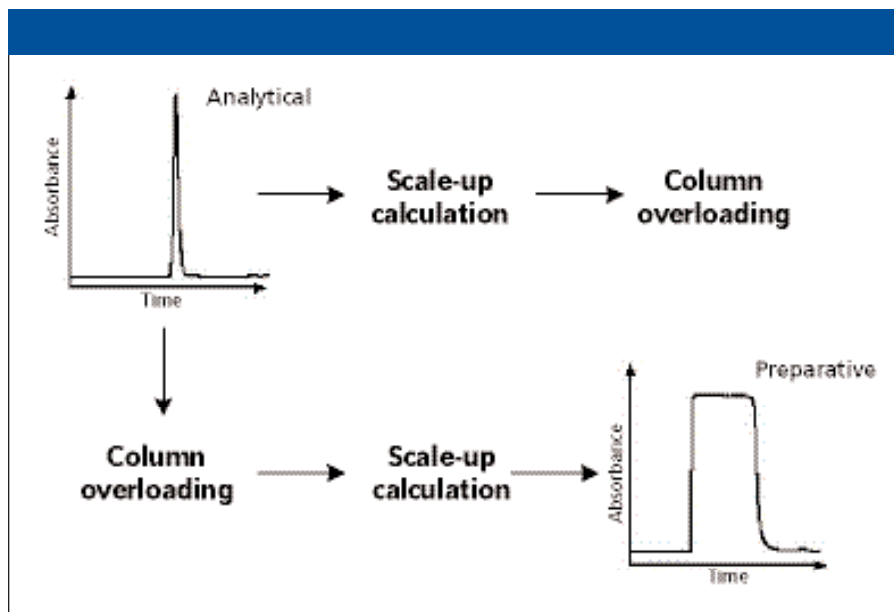 Analytical
Absorbance
Time
Scale-up
calculation
Column
overloading
Column
overloading
Scale-up
calculation
Preparative
Absorbance
Time